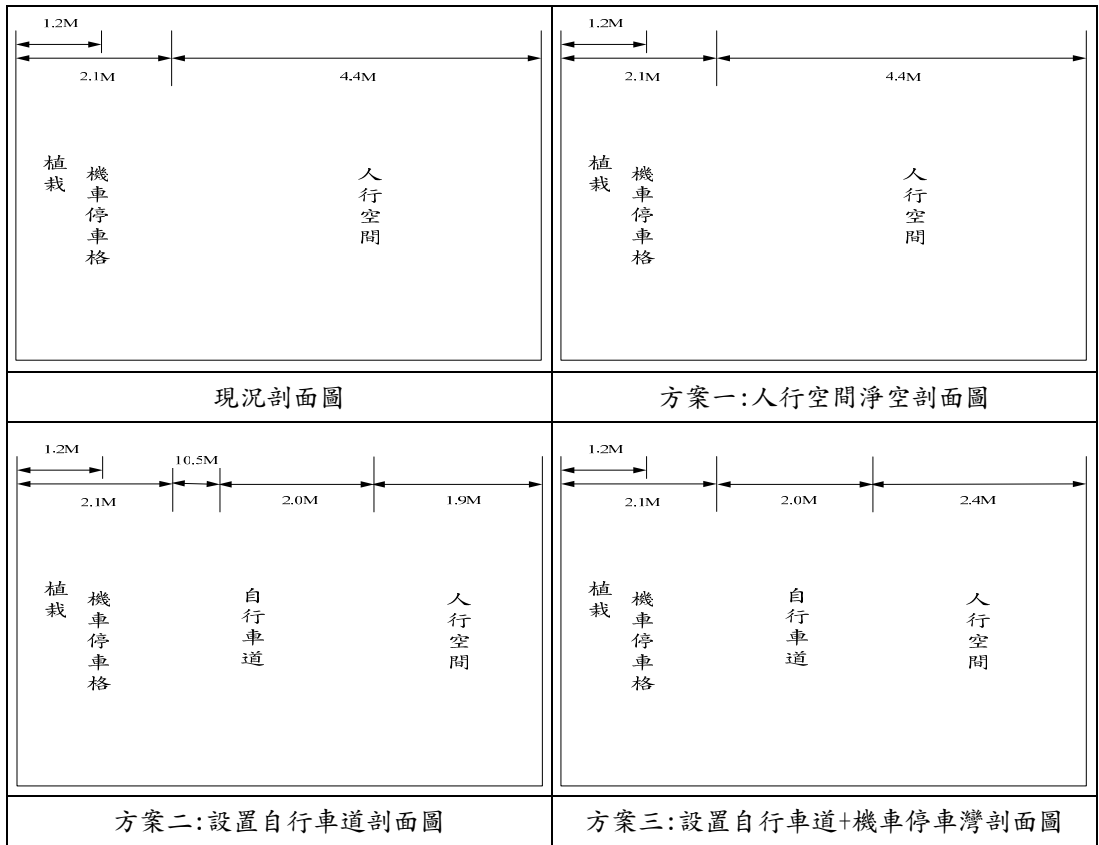 1.2M
2.1M
4.4M
植栽
機車停車格
人行空間
現況剖面圖
1.2M
2.1M
4.4M
植栽
機車停車格
人行空間
方案一:人行空間淨空剖面圖
1.2M
10.5M
2.1M
2.0M
1.9M
植栽
機車停車格
自行車道
人行空間
方案二:設置自行車道剖面圖
1.2M
2.1M
2.0M
2.4M
植栽
機車停車格
自行車道
人行空間
方案三:設置自行車道+機車停車灣剖面圖